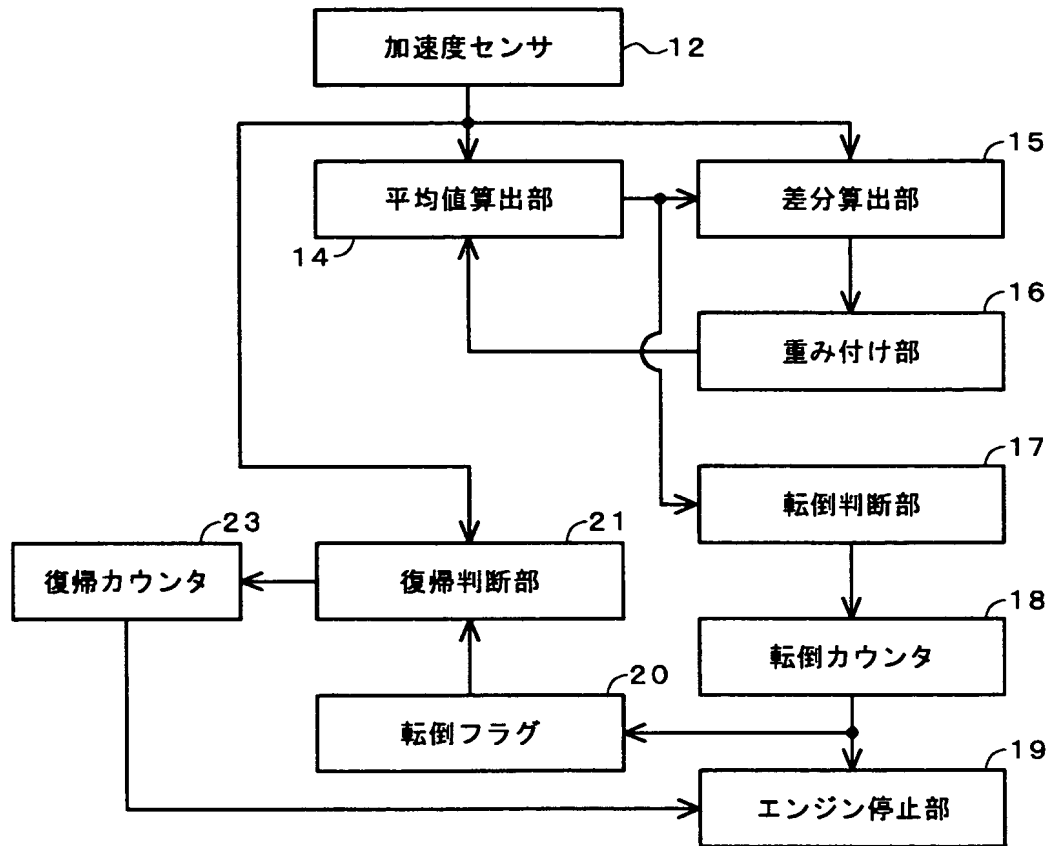 加速度センサ
12
15
平均値算出部
差分算出部
14
16
重み付け部
17
転倒判断部
23
21
復帰カウンタ
復帰判断部
18
転倒カウンタ
20
転倒フラグ
19
エンジン停止部